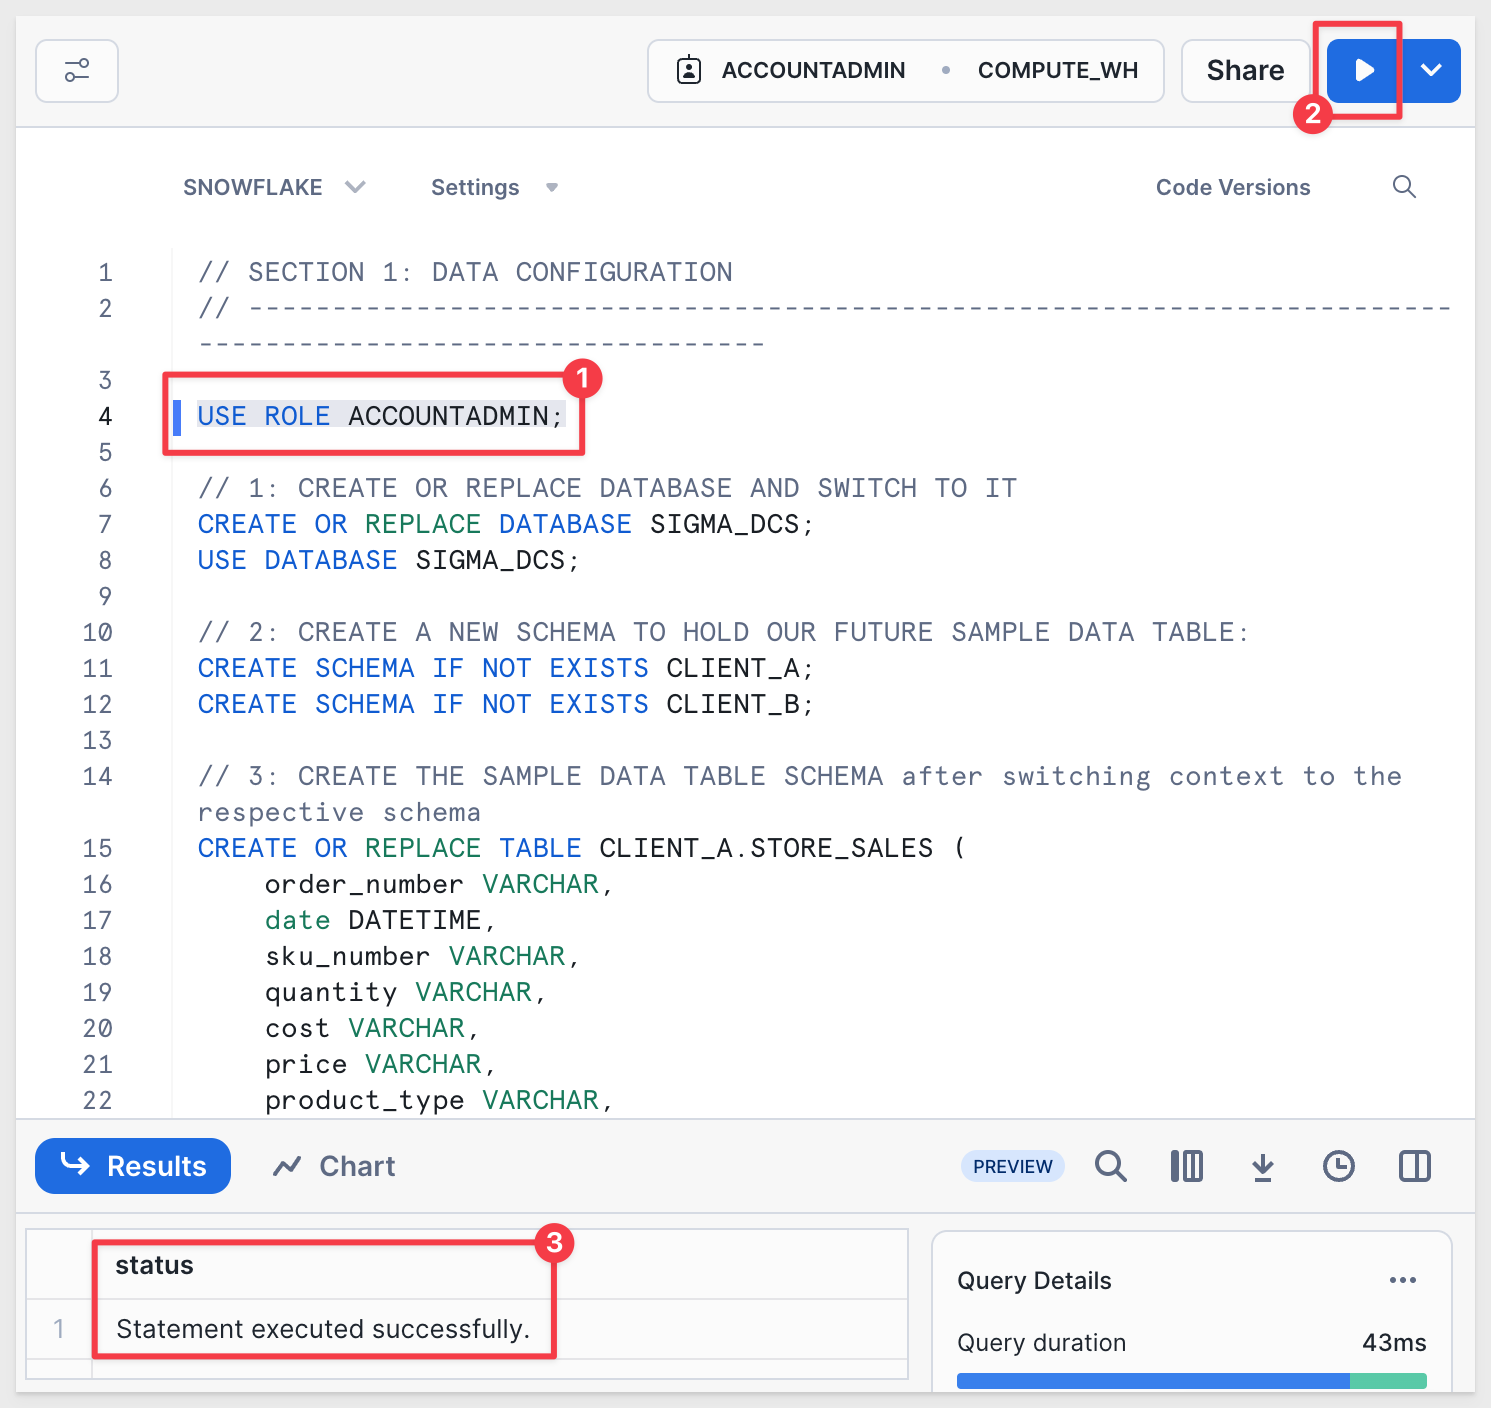 ACCOUNTADMIN • COMPUTE_WH
Share
2
SNOWFLAKE
Settings
Code Versions
1 // SECTION 1: DATA CONFIGURATION
2 // ------------------------------------------------------------------------
----------------------------------
3
1
4 USE ROLE ACCOUNTADMIN;
5
6 // 1: CREATE OR REPLACE DATABASE AND SWITCH TO IT
7 CREATE OR REPLACE DATABASE SIGMA_DCS;
8 USE DATABASE SIGMA_DCS;
9
10 // 2: CREATE A NEW SCHEMA TO HOLD OUR FUTURE SAMPLE DATA TABLE:
11 CREATE SCHEMA IF NOT EXISTS CLIENT_A;
12 CREATE SCHEMA IF NOT EXISTS CLIENT_B;
13
14 // 3: CREATE THE SAMPLE DATA TABLE SCHEMA after switching context to the
respective schema
15 CREATE OR REPLACE TABLE CLIENT_A.STORE_SALES (
16 order_number VARCHAR,
17 date DATETIME,
18 sku_number VARCHAR,
19 quantity VARCHAR,
20 cost VARCHAR,
21 price VARCHAR,
22 product_type VARCHAR,
Results
Chart
PREVIEW
3
status
1 Statement executed successfully.
Query Details
...
Query duration 43ms